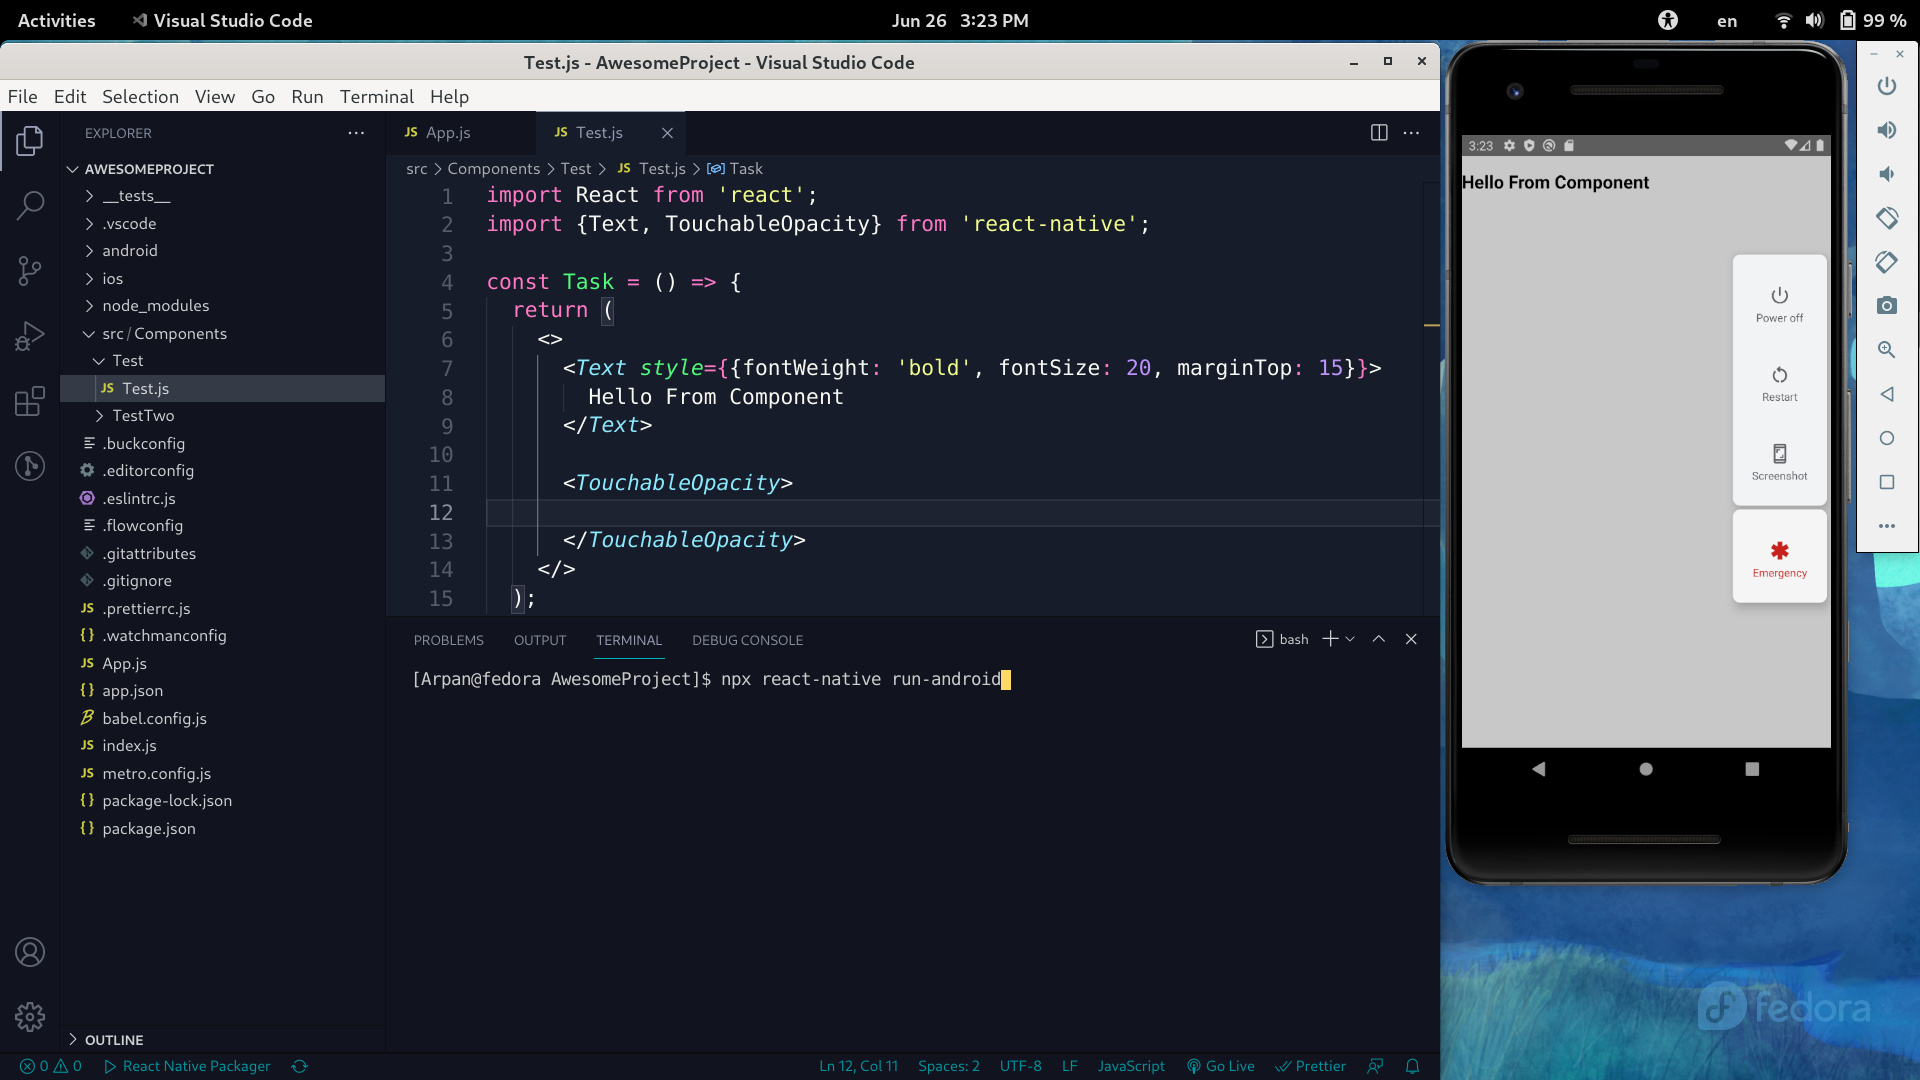 Activities
Visual Studio Code
Jun 26 3:23 PM
en
99 %
Test.js - AwesomeProject - Visual Studio Code
File Edit Selection View Go Run Terminal Help
EXPLORER
AWESOMEPROJECT
__tests__
.vscode
android
ios
node_modules
src/Components
Test
JS Test.js
TestTwo
.buckconfig
.editorconfig
.eslintrc.js
.flowconfig
.gitattributes
.gitignore
JS .prettierrc.js
{} .watchmanconfig
JS App.js
{} app.json
babel.config.js
JS index.js
JS metro.config.js
{} package-lock.json
{} package.json
OUTLINE
JS App.js
JS Test.js
src > Components > Test > JS Test.js > Task
1 import React from 'react';
2 import {Text, TouchableOpacity} from 'react-native';
3
4 const Task = () => {
5 return (
6 <>
7 <Text style={{fontWeight: 'bold', fontSize: 20, marginTop: 15}}>
8 Hello From Component
9 </Text>
10
11 <TouchableOpacity>
12
13 </TouchableOpacity>
14 </>
15 );
PROBLEMS OUTPUT TERMINAL DEBUG CONSOLE
bash
[Arpan@fedora AwesomeProject]$ npx react-native run-android
0 0 React Native Packager
Ln 12, Col 11 Spaces: 2 UTF-8 LF JavaScript Go Live Prettier
3:23
Hello From Component
Power off
Restart
Screenshot
Emergency
fedora